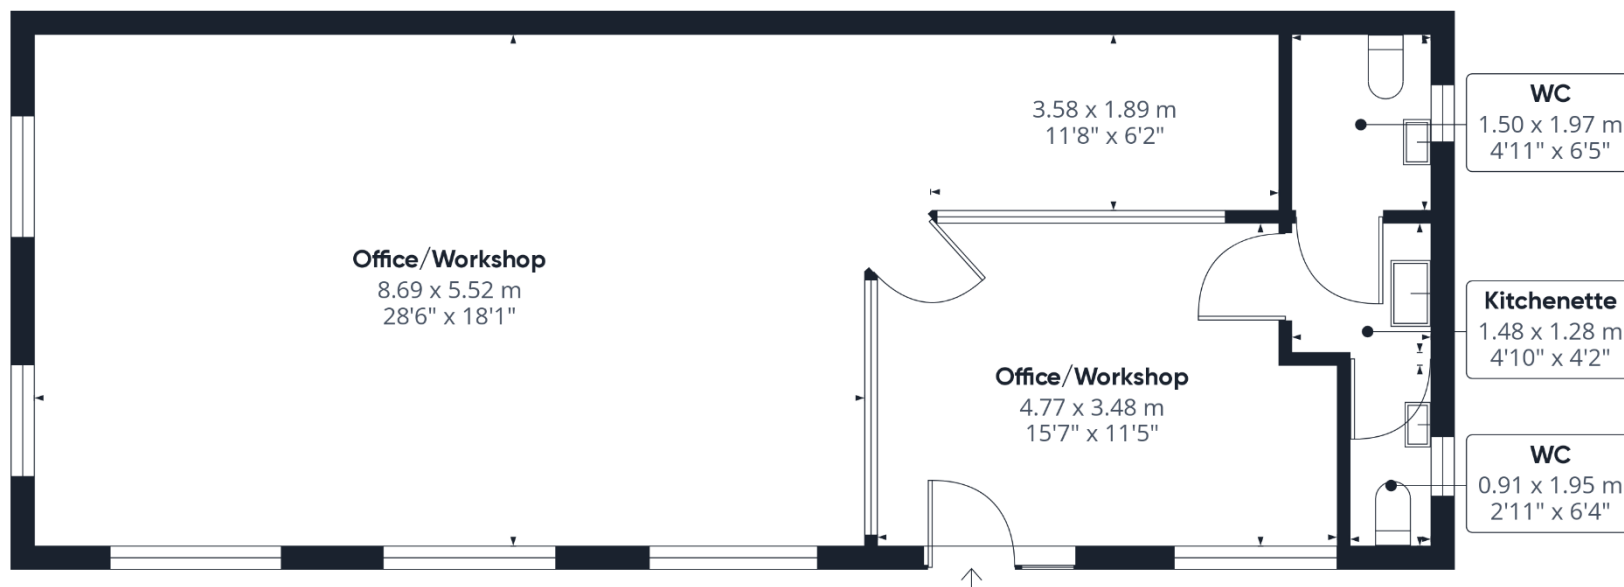 3.58 x 1.89 m
11'8" x 6'2"
WC
1.50 x 1.97 m
4'11" x 6'5"
Office/Workshop
8.69 x 5.52 m
28'6" x 18'1"
Kitchenette
1.48 x 1.28 m
4'10" x 4'2"
Office/Workshop
4.77 x 3.48 m
15'7" x 11'5"
WC
0.91 x 1.95 m
2'11" x 6'4"